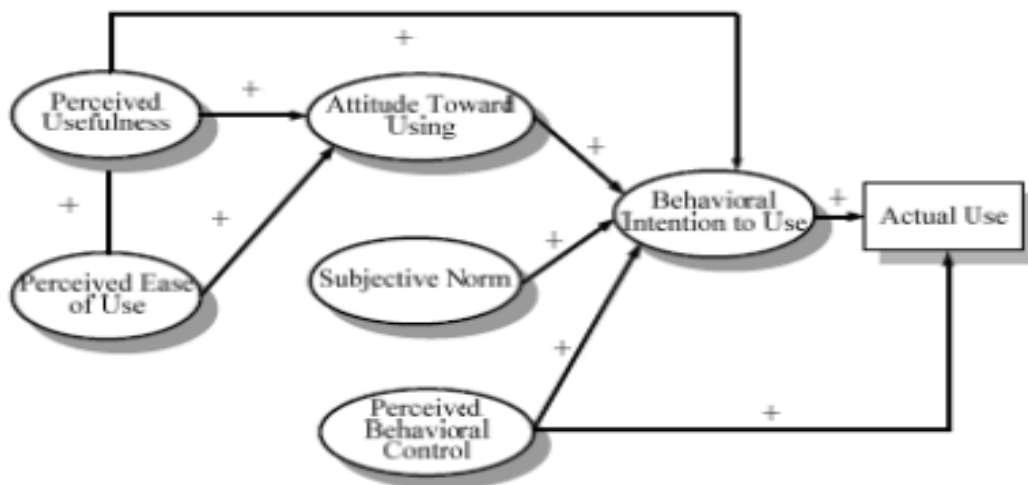 +
Perceived
Usefulness
+
Attitude Toward
Using
+
+
+
Behavioral
Intention to Use
+
Actual Use
+
Subjective Norm
Perceived Ease
of Use
+
Perceived
Behavioral
Control
+